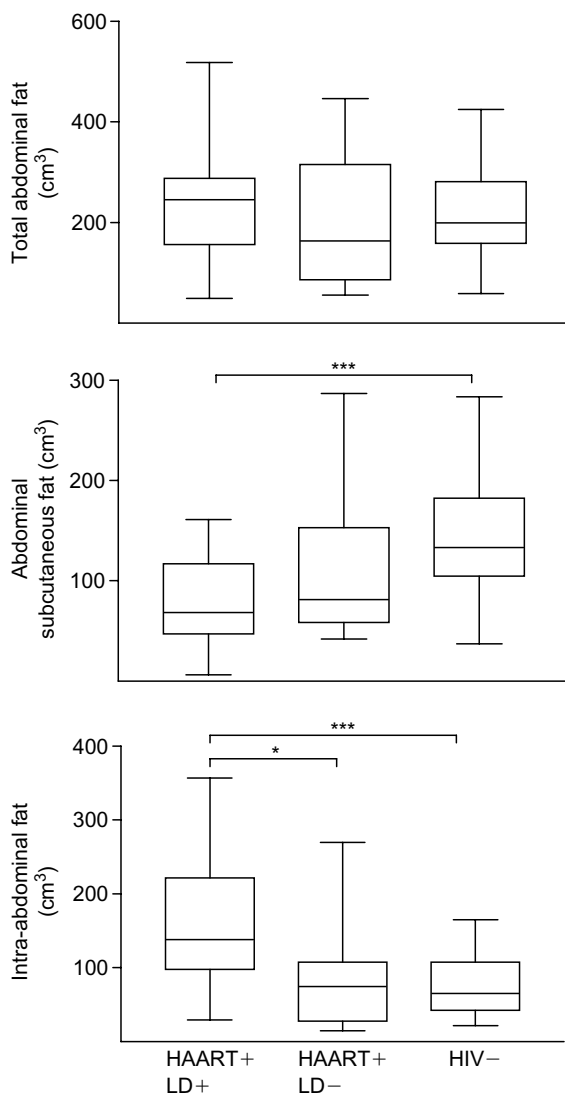 Total abdominal fat
(cm³)
600
400
200
Abdominal
subcutaneous fat (cm³)
300
200
100
***
Intra-abdominal fat
(cm³)
400
300
200
100
***
*
HAART+
LD+
HAART+
LD−
HIV−